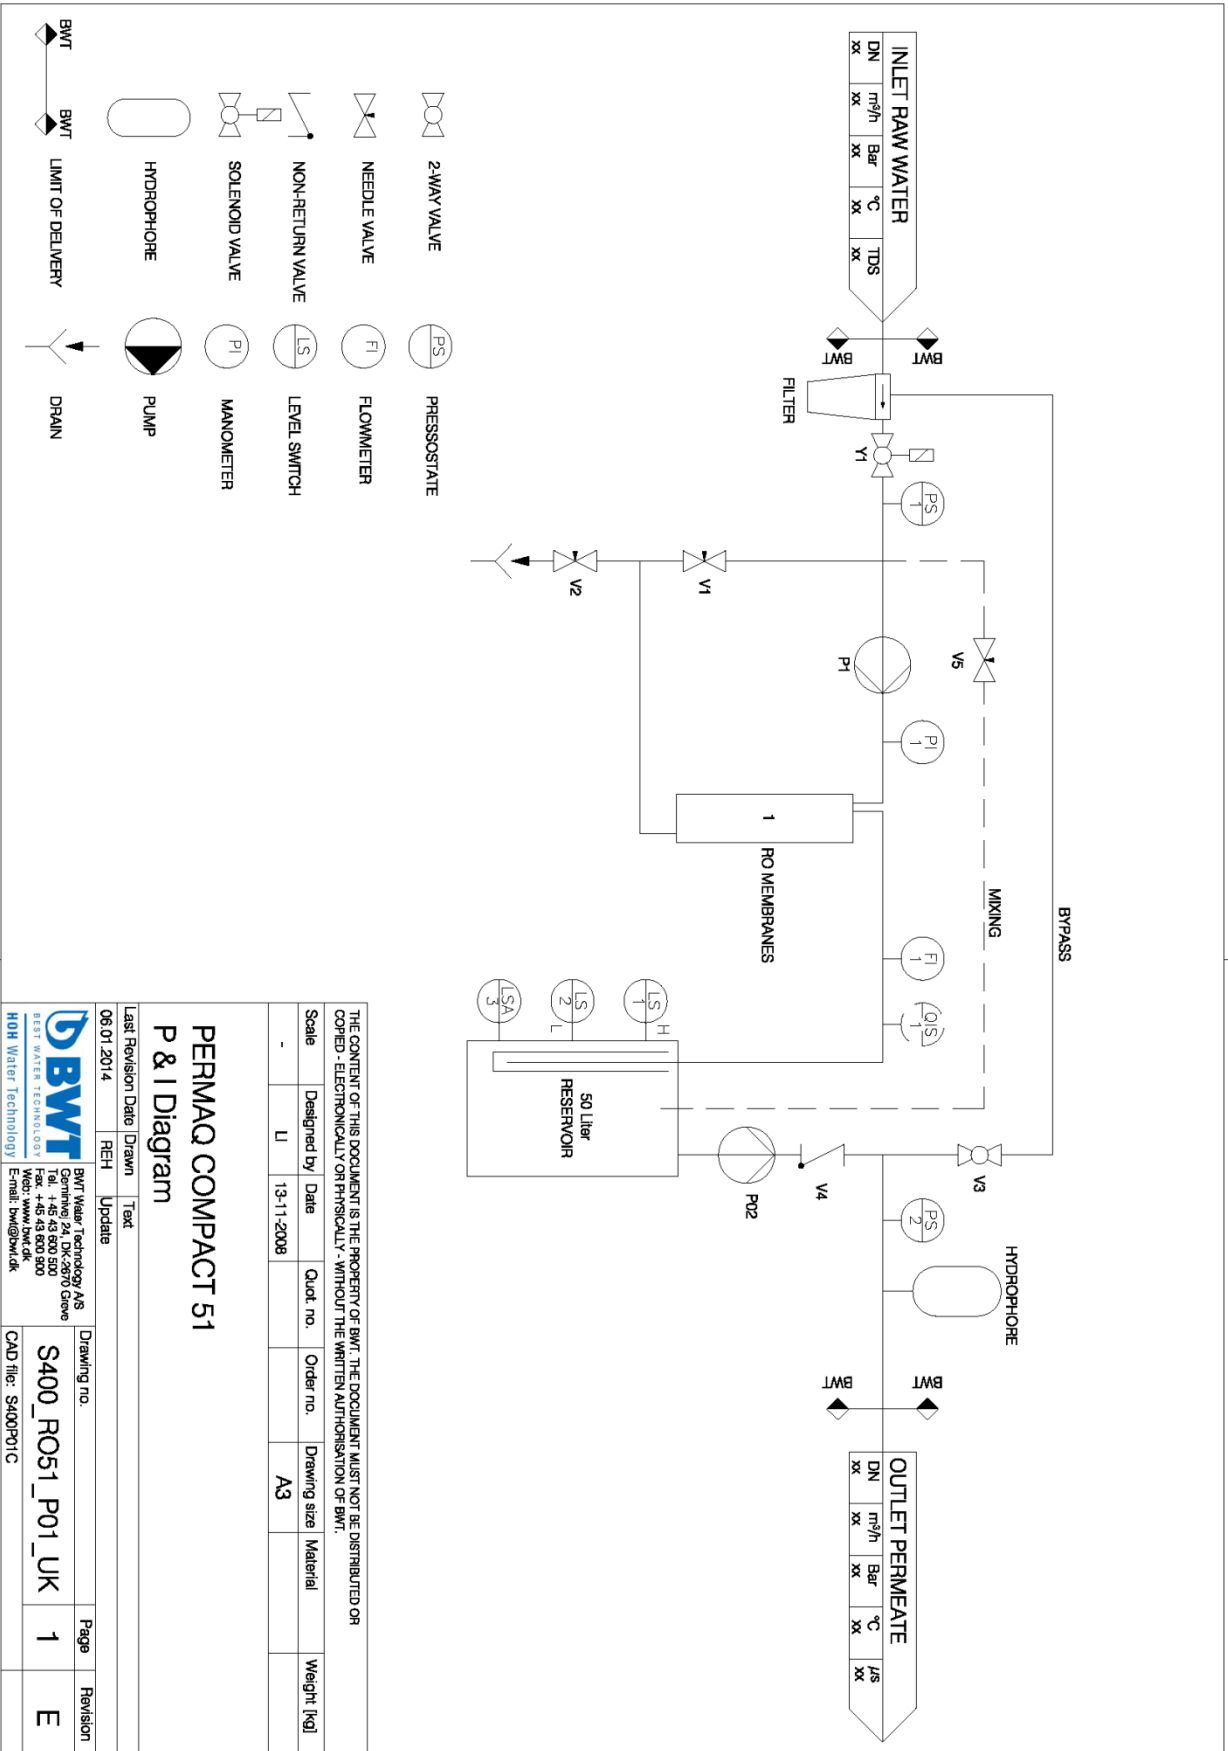 INLET RAW WATER
DN m³/h Bar °C TDS
xx xx xx xx xx
BWT
BWT
FILTER
Y1
PS
1
V1
V2
V5
P1
PI
1
1
RO MEMBRANES
MIXING
BYPASS
FI
1
QIS
1
LS
1
H
LS
2
L
LSA
3
50 Liter
RESERVOIR
P02
V4
V3
PS
2
HYDROPHORE
BWT
BWT
OUTLET PERMEATE
DN m³/h Bar °C µs
xx xx xx xx xx
2-WAY VALVE
NEEDLE VALVE
NON-RETURN VALVE
SOLENOID VALVE
HYDROPHORE
BWT BWT
LIMIT OF DELIVERY
PS PRESSOSTATE
FI FLOWMETER
LS LEVEL SWITCH
PI MANOMETER
PUMP
DRAIN
THE CONTENT OF THIS DOCUMENT IS THE PROPERTY OF BWT. THE DOCUMENT MUST NOT BE DISTRIBUTED OR
COPIED - ELECTRONICALLY OR PHYSICALLY - WITHOUT THE WRITTEN AUTHORISATION OF BWT.
Scale Designed by Date Quot. no. Order no. Drawing size Material Weight [kg]
- LI 13-11-2008 A3
PERMAQ COMPACT 51
P & I Diagram
Last Revision Date Drawn Text
06.01.2014 REH Update
BWT
BEST WATER TECHNOLOGY
HOH Water Technology
BWT Water Technology A/S
Geminivej 24, DK-2670 Greve
Tel. +45 43 600 500
Fax. +45 43 600 900
Web: www.bwt.dk
E-mail: bwt@bwt.dk
Drawing no. Page Revision
S400_RO51_P01_UK 1 E
CAD file: S400P01C